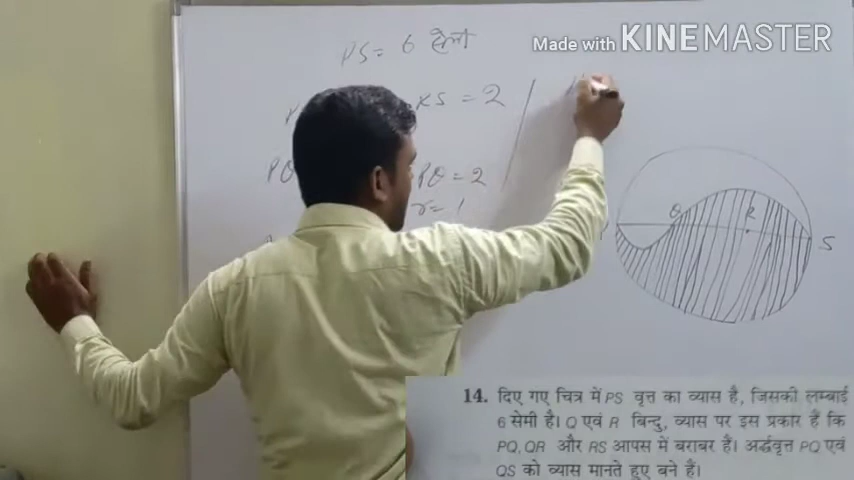 Made with KINEMASTER
PS = 6 सेमी
RS = 2
PQ
PQ = 2
r = 1
Q
R
S
14. दिए गए चित्र में PS वृत्त का व्यास है, जिसकी लम्बाई
6 सेमी है। Q एवं R बिन्दु, व्यास पर इस प्रकार हैं कि
PQ, QR और RS आपस में बराबर हैं। अर्द्धवृत्त PQ एवं
QS को व्यास मानते हुए बने हैं।